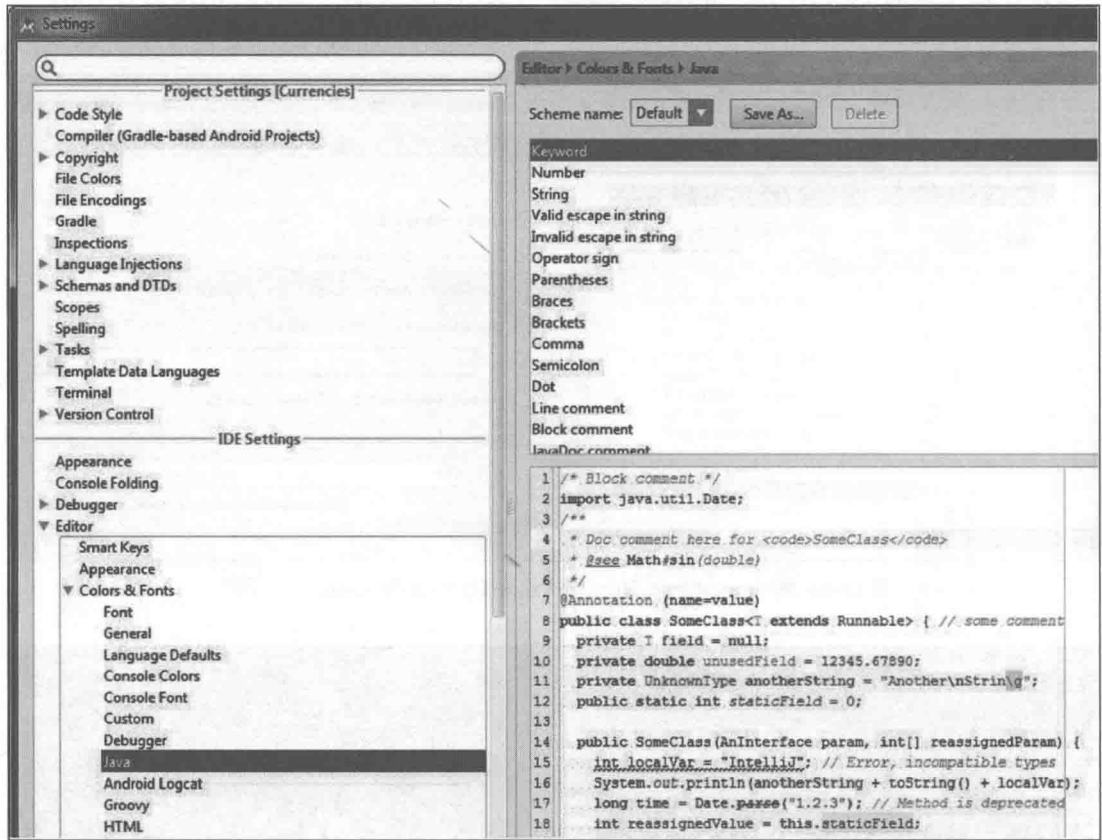 Settings
Project Settings [Currencies]
Code Style
Compiler (Gradle-based Android Projects)
Copyright
File Colors
File Encodings
Gradle
Inspections
Language Injections
Schemas and DTDs
Scopes
Spelling
Tasks
Template Data Languages
Terminal
Version Control
IDE Settings
Appearance
Console Folding
Debugger
Editor
Smart Keys
Appearance
Colors & Fonts
Font
General
Language Defaults
Console Colors
Console Font
Custom
Debugger
Java
Android Logcat
Groovy
HTML
Editor › Colors & Fonts › Java
Scheme name: Default Save As... Delete
Keyword
Number
String
Valid escape in string
Invalid escape in string
Operator sign
Parentheses
Braces
Brackets
Comma
Semicolon
Dot
Line comment
Block comment
JavaDoc comment
1 /* Block comment */
2 import java.util.Date;
3 /**
4 * Doc comment here for <code>SomeClass</code>
5 * @see Math#sin(double)
6 */
7 @Annotation (name=value)
8 public class SomeClass<T extends Runnable> { // some comment
9 private T field = null;
10 private double unusedField = 12345.67890;
11 private UnknownType anotherString = "Another\nStrin\g";
12 public static int staticField = 0;
13
14 public SomeClass(AnInterface param, int[] reassignedParam) {
15 int localVar = "IntelliJ"; // Error, incompatible types
16 System.out.println(anotherString + toString() + localVar);
17 long time = Date.parse("1.2.3"); // Method is deprecated
18 int reassignedValue = this.staticField;